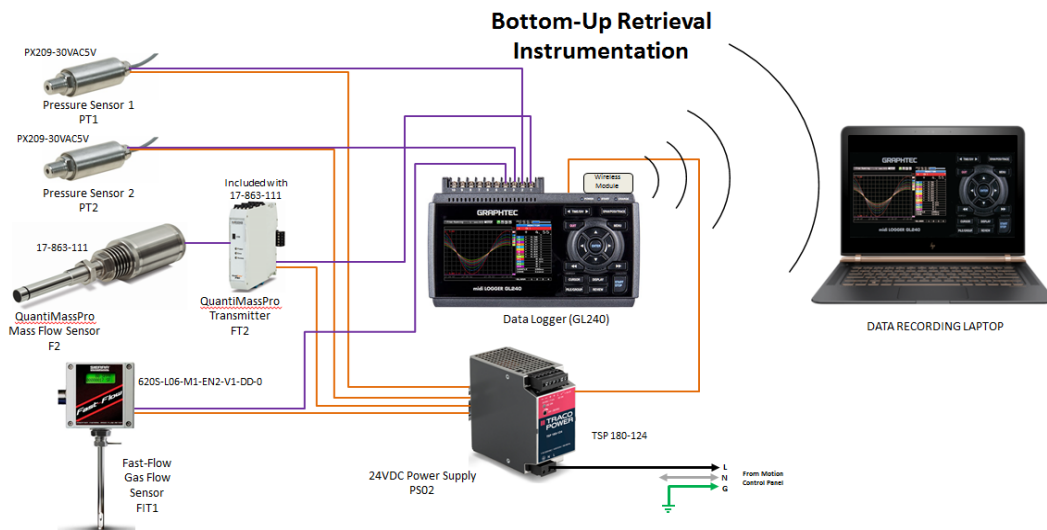 Bottom-Up Retrieval
Instrumentation
PX209-30VAC5V
Pressure Sensor 1
PT1
PX209-30VAC5V
Pressure Sensor 2
PT2
Included with
17-863-111
17-863-111
QuantiMassPro
Mass Flow Sensor
F2
QuantiMassPro
Transmitter
FT2
Wireless
Module
GRAPHTEC
midi LOGGER GL240
Data Logger (GL240)
GRAPHTEC
midi LOGGER GL240
DATA RECORDING LAPTOP
620S-L06-M1-EN2-V1-DD-0
Fast-Flow
Fast-Flow
Gas Flow
Sensor
FIT1
TRACO
POWER
TSP 180-124
24VDC Power Supply
PS02
L
N
G
From Motion
Control Panel